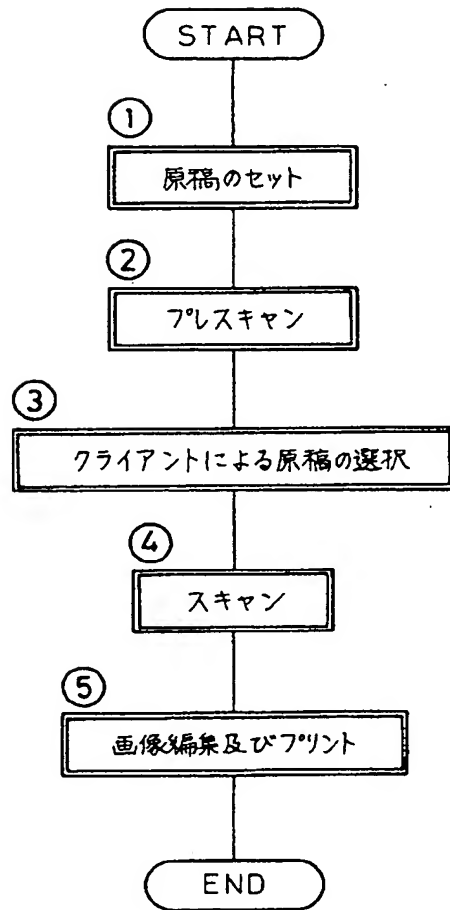 START
①
原稿のセット
②
プレスキャン
③
クライアントによる原稿の選択
④
スキャン
⑤
画像編集及びプリント
END